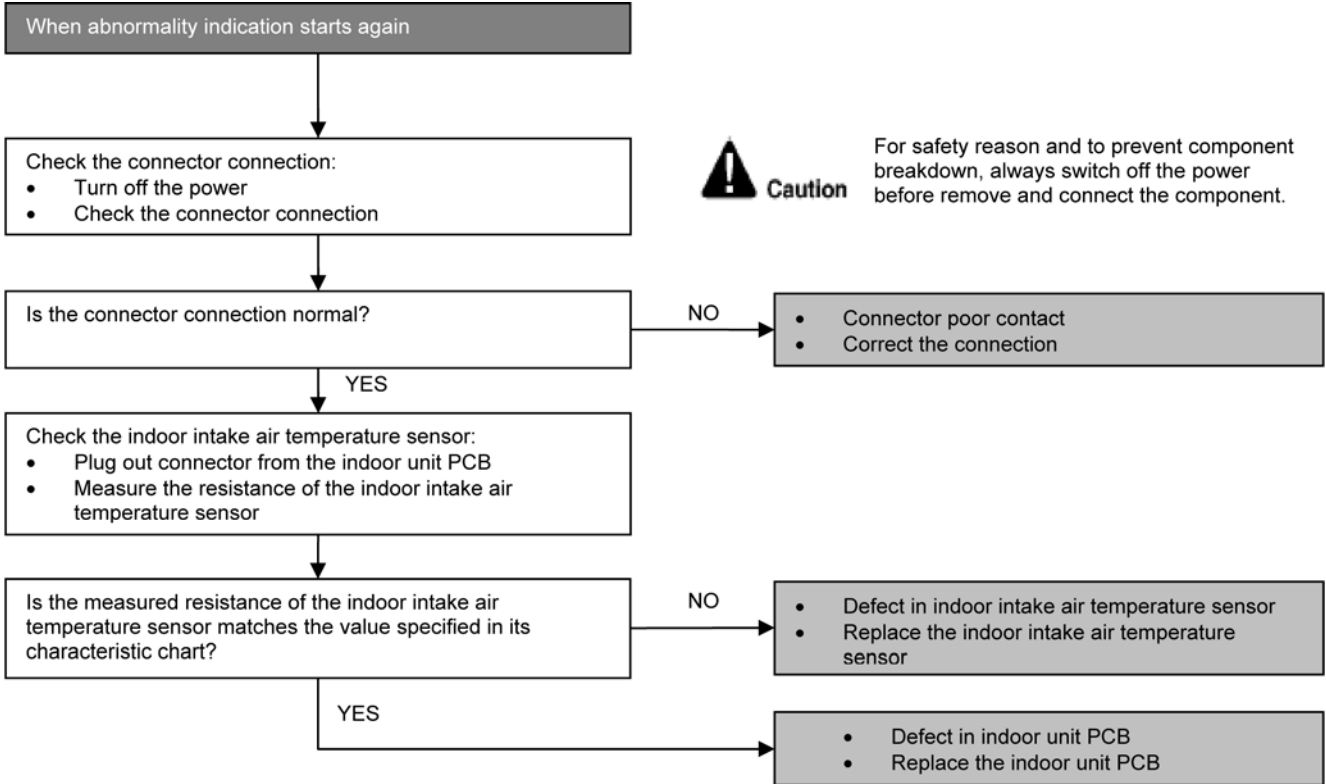 When abnormality indication starts again
Check the connector connection:
• Turn off the power
• Check the connector connection
Caution
For safety reason and to prevent component
breakdown, always switch off the power
before remove and connect the component.
Is the connector connection normal?
NO
• Connector poor contact
• Correct the connection
YES
Check the indoor intake air temperature sensor:
• Plug out connector from the indoor unit PCB
• Measure the resistance of the indoor intake air
temperature sensor
Is the measured resistance of the indoor intake air
temperature sensor matches the value specified in its
characteristic chart?
NO
• Defect in indoor intake air temperature sensor
• Replace the indoor intake air temperature
sensor
YES
• Defect in indoor unit PCB
• Replace the indoor unit PCB